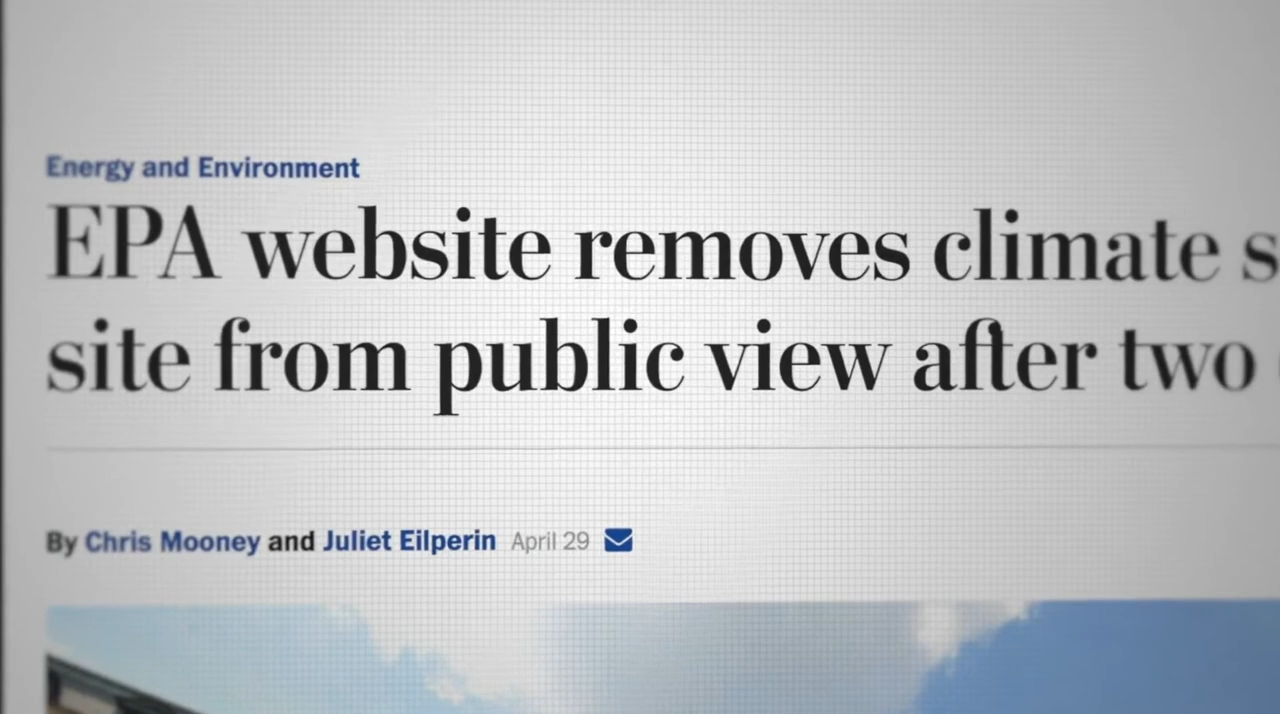 Energy and Environment
EPA website removes climate
site from public view after two
By Chris Mooney and Juliet Eilperin April 29